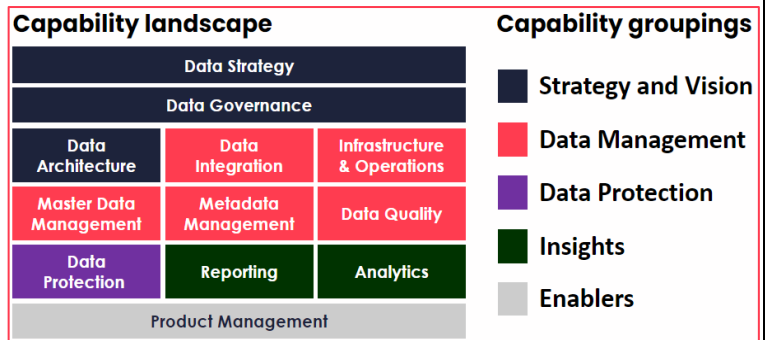 Capability landscape
Data Strategy
Data Governance
Data
Architecture
Data
Integration
Infrastructure
& Operations
Master Data
Management
Metadata
Management
Data Quality
Data
Protection
Reporting
Analytics
Product Management
Capability groupings
Strategy and Vision
Data Management
Data Protection
Insights
Enablers